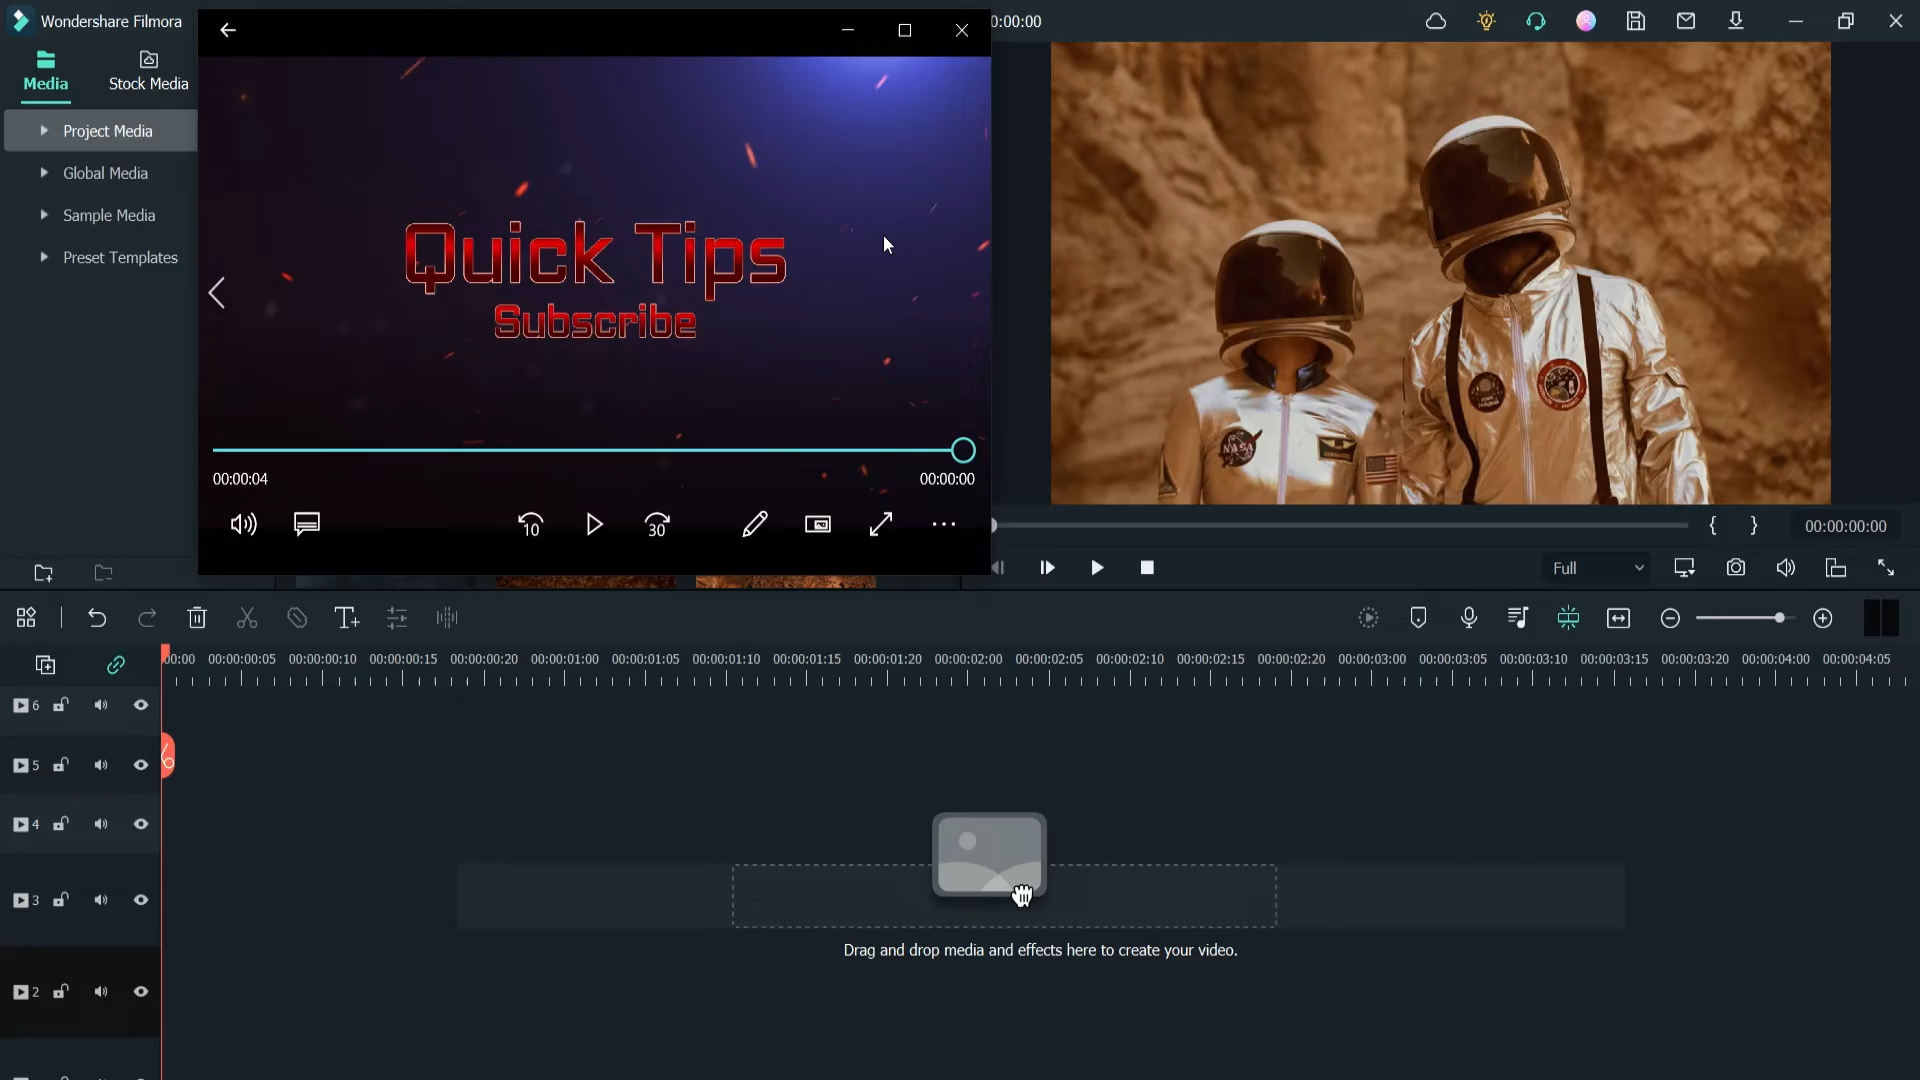 Wondershare Filmora
0:00:00
Media
Stock Media
Project Media
Global Media
Sample Media
Preset Templates
Quick Tips
Subscribe
00:00:04
00:00:00
10
30
NASA
{ }
00:00:00:00
Full
00:00 00:00:00:05 00:00:00:10 00:00:00:15 00:00:00:20 00:00:01:00 00:00:01:05 00:00:01:10 00:00:01:15 00:00:01:20 00:00:02:00 00:00:02:05 00:00:02:10 00:00:02:15 00:00:02:20 00:00:03:00 00:00:03:05 00:00:03:10 00:00:03:15 00:00:03:20 00:00:04:00 00:00:04:05
6
5
4
3
Drag and drop media and effects here to create your video.
2